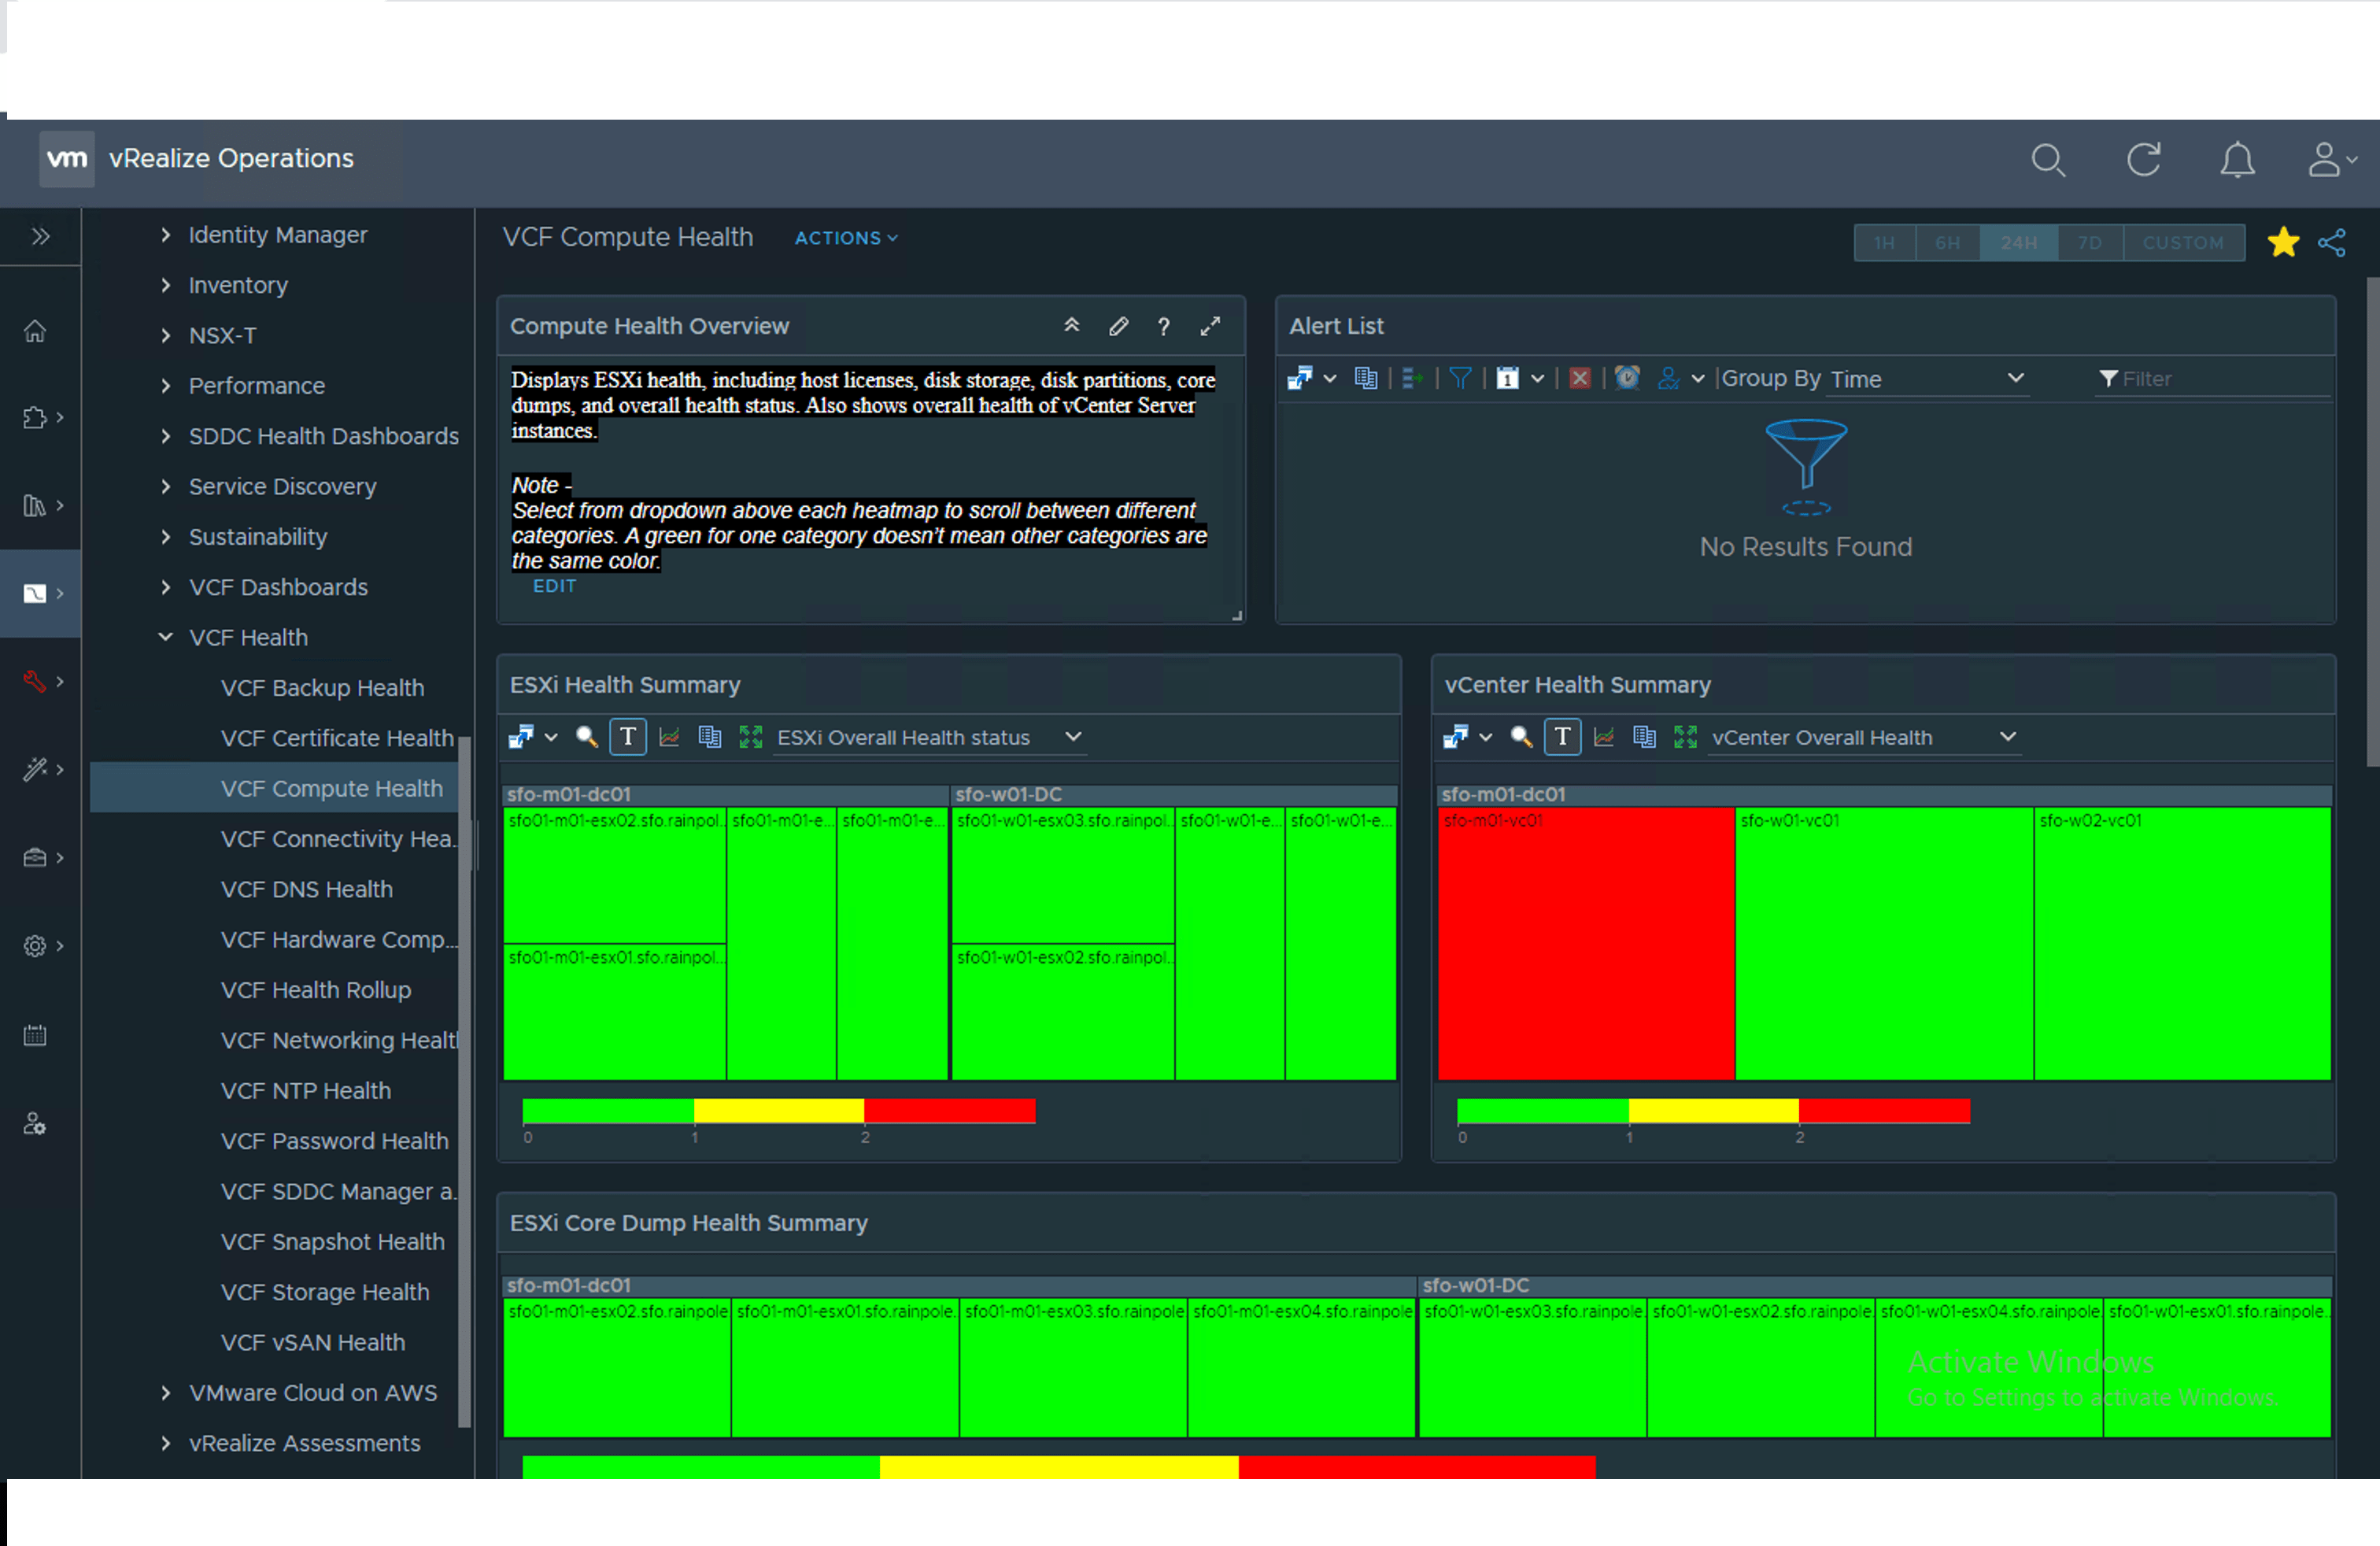 vm vRealize Operations
Identity Manager
Inventory
NSX-T
Performance
SDDC Health Dashboards
Service Discovery
Sustainability
VCF Dashboards
VCF Health
VCF Backup Health
VCF Certificate Health
VCF Compute Health
VCF Connectivity Hea..
VCF DNS Health
VCF Hardware Comp...
VCF Health Rollup
VCF Networking Healt
VCF NTP Health
VCF Password Health
VCF SDDC Manager a..
VCF Snapshot Health
VCF Storage Health
VCF vSAN Health
VMware Cloud on AWS
vRealize Assessments
VCF Compute Health ACTIONS
1H 6H 24H 7D CUSTOM
Compute Health Overview ?
Displays ESXi health, including host licenses, disk storage, disk partitions, core
dumps, and overall health status. Also shows overall health of vCenter Server
instances.
Note -
Select from dropdown above each heatmap to scroll between different
categories. A green for one category doesn't mean other categories are
the same color.
EDIT
Alert List
1 Group By Time Filter
No Results Found
ESXi Health Summary
T ESXi Overall Health status
sfo-m01-dc01 sfo-w01-DC
sfo01-m01-esx02.sfo.rainpol... sfo01-m01-e... sfo01-m01-e... sfo01-w01-esx03.sfo.rainpol... sfo01-w01-e... sfo01-w01-e...
sfo01-m01-esx01.sfo.rainpol... sfo01-w01-esx02.sfo.rainpol...
0 1 2
vCenter Health Summary
T vCenter Overall Health
sfo-m01-dc01
sfo-m01-vc01 sfo-w01-vc01 sfo-w02-vc01
0 1 2
ESXi Core Dump Health Summary
sfo-m01-dc01 sfo-w01-DC
sfo01-m01-esx02.sfo.rainpole sfo01-m01-esx01.sfo.rainpole. sfo01-m01-esx03.sfo.rainpole sfo01-m01-esx04.sfo.rainpole sfo01-w01-esx03.sfo.rainpole. sfo01-w01-esx02.sfo.rainpole. sfo01-w01-esx04.sfo.rainpole. sfo01-w01-esx01.sfo.rainpole...
Activate Windows
Go to Settings to activate Windows.